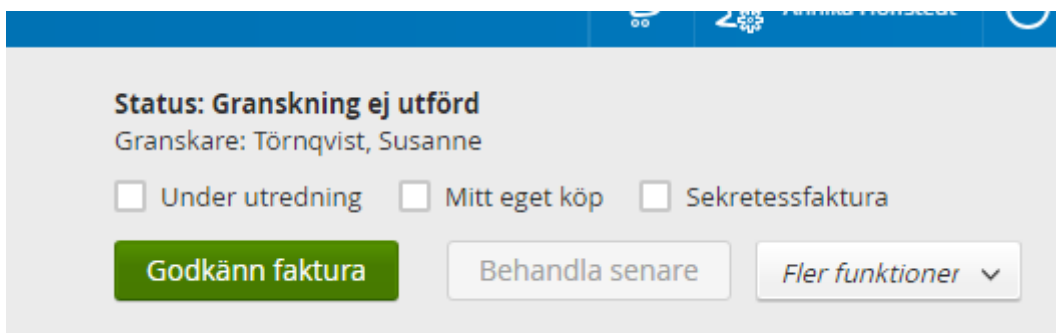 Status: Granskning ej utförd
Granskare: Törnqvist, Susanne
Under utredning Mitt eget köp Sekretessfaktura
Godkänn faktura Behandla senare Fler funktioner